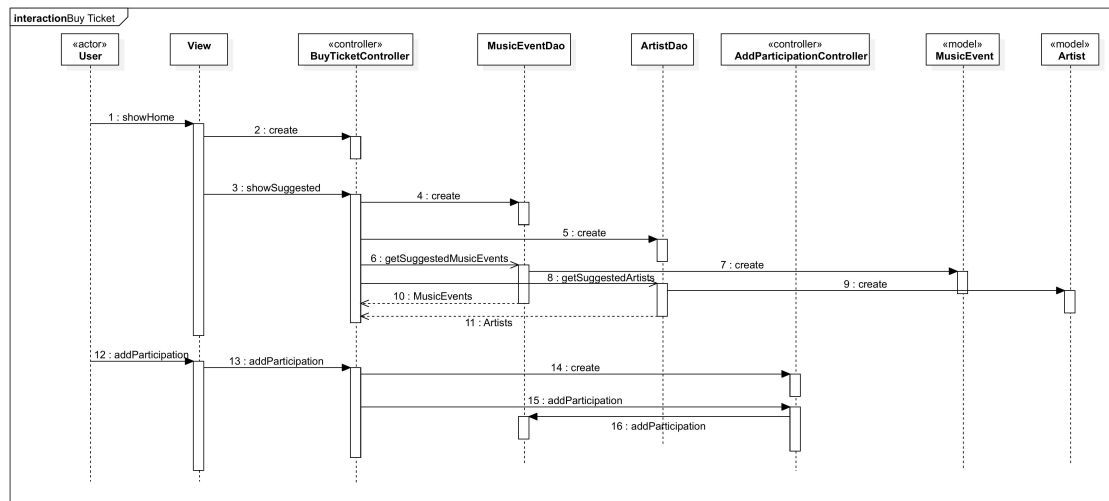 interactionBuy Ticket
«actor»
User
View
«controller»
BuyTicketController
MusicEventDao
ArtistDao
«controller»
AddParticipationController
«model»
MusicEvent
«model»
Artist
1 : showHome
2 : create
3 : showSuggested
4 : create
5 : create
6 : getSuggestedMusicEvents
7 : create
8 : getSuggestedArtists
9 : create
10 : MusicEvents
11 : Artists
12 : addParticipation
13 : addParticipation
14 : create
15 : addParticipation
16 : addParticipation